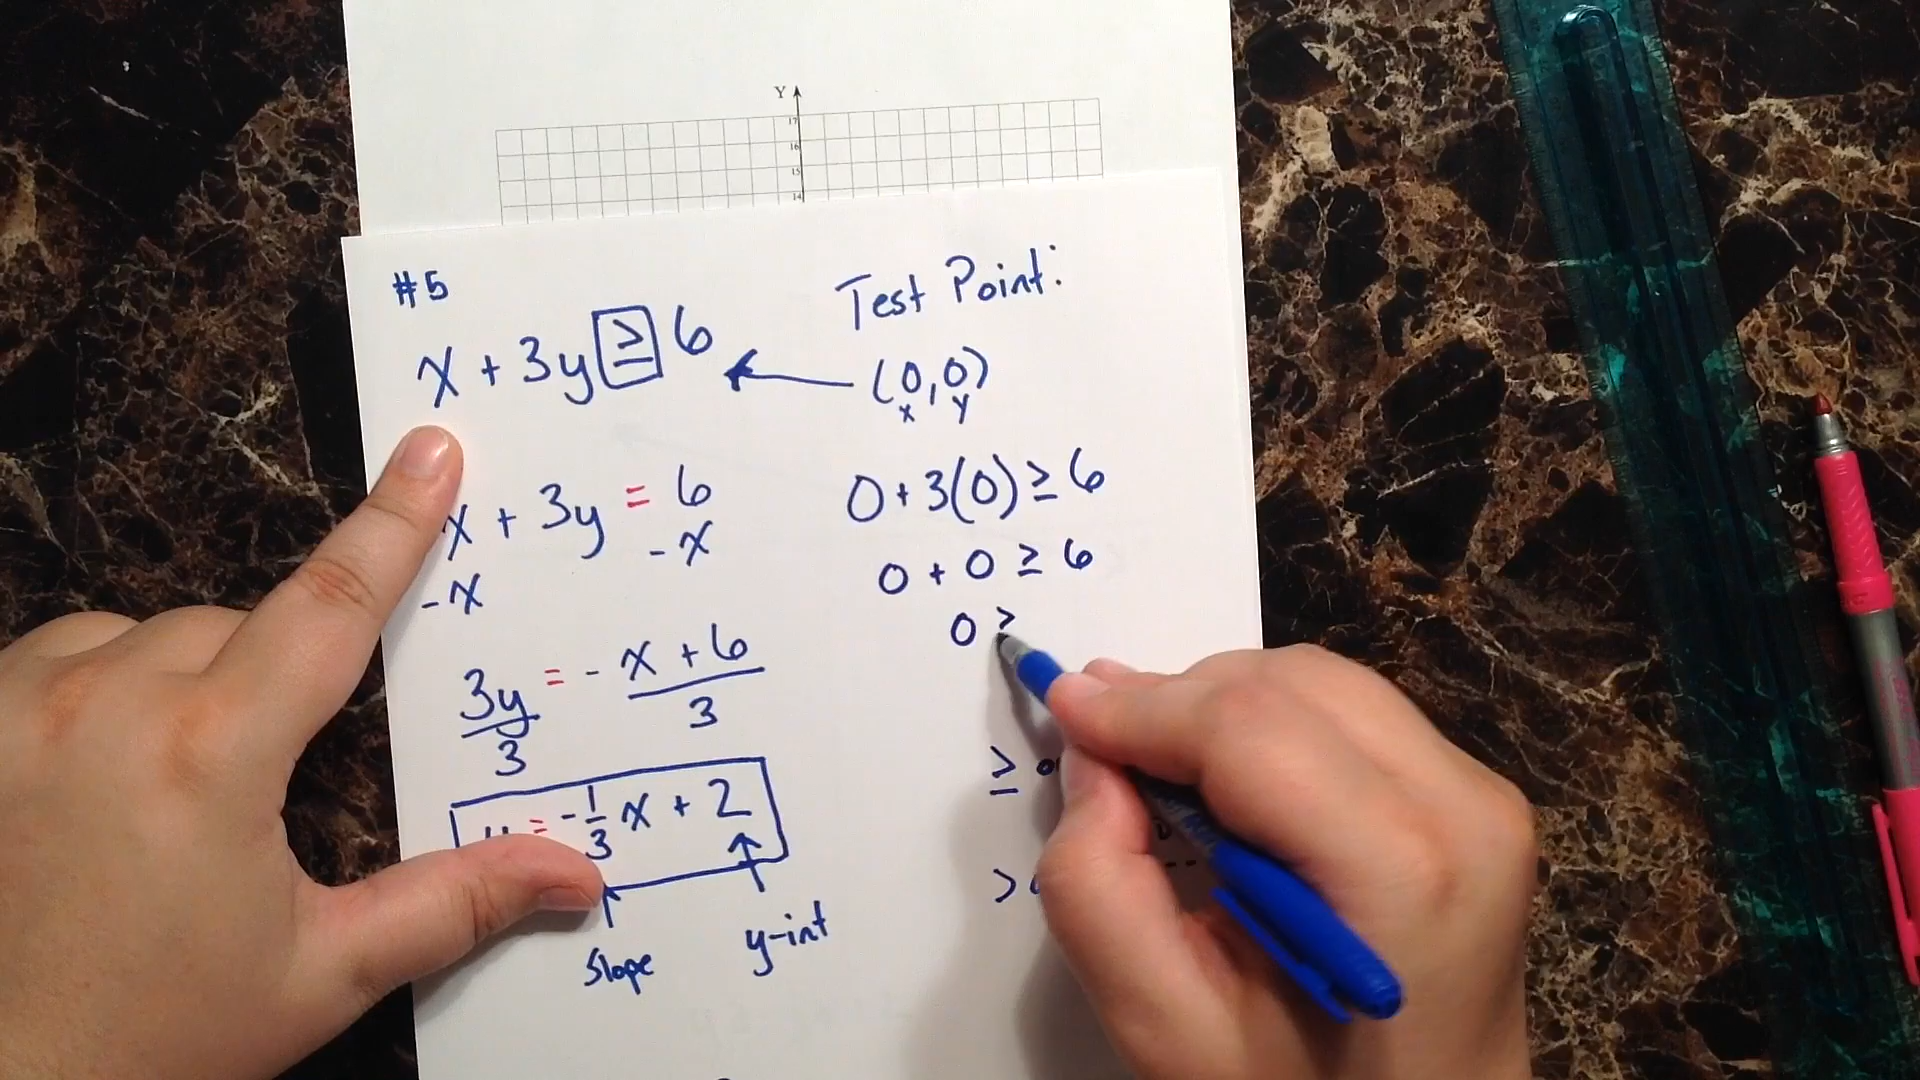 Y
17
16
15
14
#5
x + 3y ≥ 6
x + 3y = 6
-x -x
3y = -x + 6
3 3
= -1/3 x + 2
slope
y-int
Test Point:
(0,0)
x y
0 + 3(0) ≥ 6
0 + 0 ≥ 6
0 ≥
≥
>